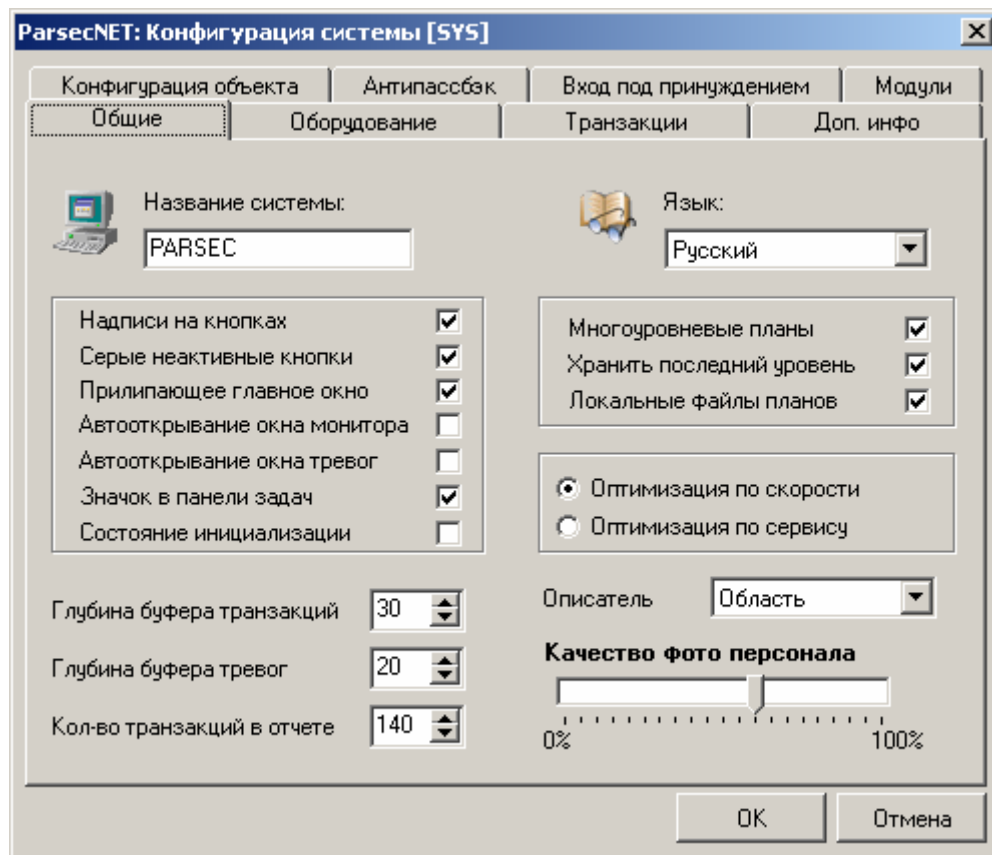 ParsecNET: Конфигурация системы [SYS]
Конфигурация объекта Антипассбэк Вход под принуждением Модули
Общие Оборудование Транзакции Доп. инфо
Название системы: Язык:
PARSEC Русский
Надписи на кнопках
Серые неактивные кнопки
Прилипающее главное окно
Автооткрывание окна монитора
Автооткрывание окна тревог
Значок в панели задач
Состояние инициализации
Многоуровневые планы
Хранить последний уровень
Локальные файлы планов
Оптимизация по скорости
Оптимизация по сервису
Глубина буфера транзакций 30
Глубина буфера тревог 20
Кол-во транзакций в отчете 140
Описатель Область
Качество фото персонала
0% 100%
OK Отмена